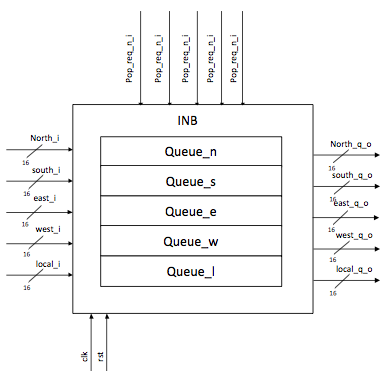 Pop_req_n_i
Pop_req_n_i
Pop_req_n_i
Pop_req_n_i
Pop_req_n_i
INB
North_i
16
south_i
16
east_i
16
west_i
16
local_i
16
Queue_n
Queue_s
Queue_e
Queue_w
Queue_l
North_q_o
16
south_q_o
16
east_q_o
16
west_q_o
16
local_q_o
16
clk
rst